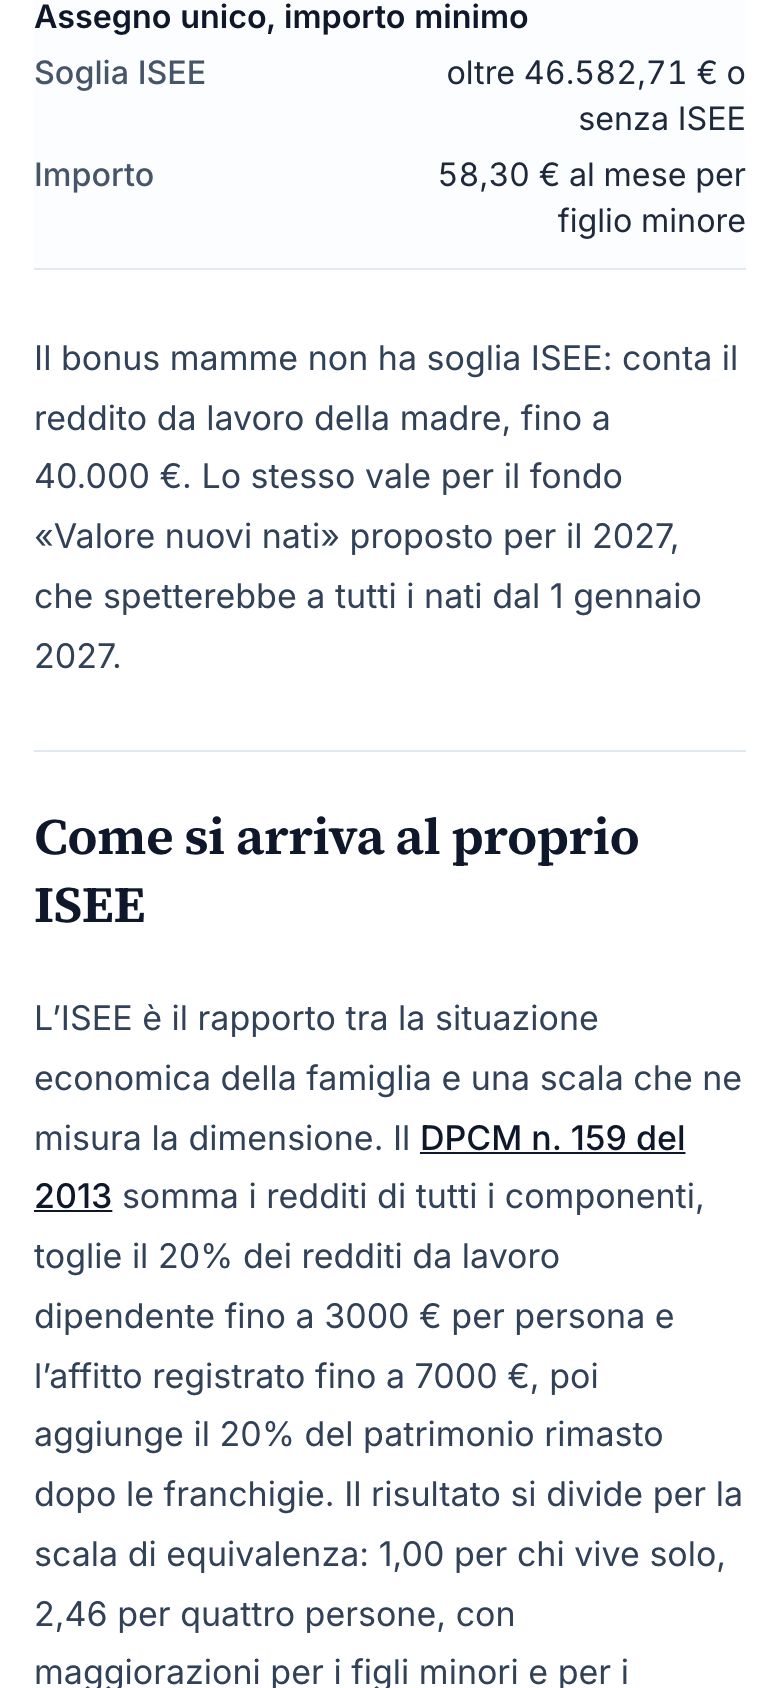 Assegno unico, importo minimo
Soglia ISEE oltre 46.582,71 € o
senza ISEE
Importo 58,30 € al mese per
figlio minore
Il bonus mamme non ha soglia ISEE: conta il
reddito da lavoro della madre, fino a
40.000 €. Lo stesso vale per il fondo
«Valore nuovi nati» proposto per il 2027,
che spetterebbe a tutti i nati dal 1 gennaio
2027.
Come si arriva al proprio
ISEE
L’ISEE è il rapporto tra la situazione
economica della famiglia e una scala che ne
misura la dimensione. Il DPCM n. 159 del
2013 somma i redditi di tutti i componenti,
toglie il 20% dei redditi da lavoro
dipendente fino a 3000 € per persona e
l’affitto registrato fino a 7000 €, poi
aggiunge il 20% del patrimonio rimasto
dopo le franchigie. Il risultato si divide per la
scala di equivalenza: 1,00 per chi vive solo,
2,46 per quattro persone, con
maggiorazioni per i figli minori e per i